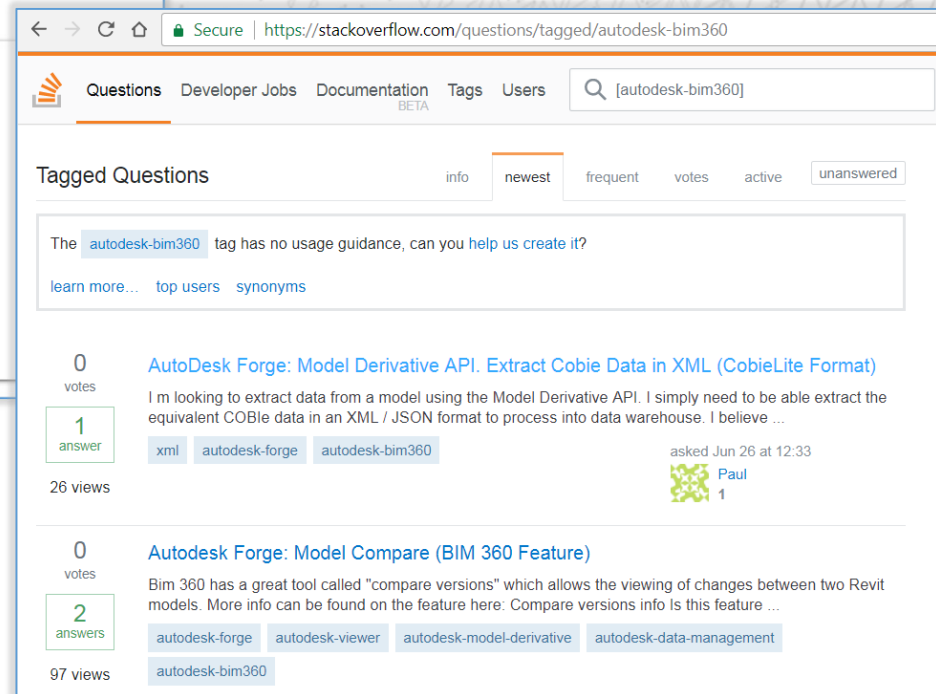 Secure https://stackoverflow.com/questions/tagged/autodesk-bim360
Questions Developer Jobs Documentation Tags Users [autodesk-bim360]
BETA
Tagged Questions info newest frequent votes active unanswered
The autodesk-bim360 tag has no usage guidance, can you help us create it?
learn more… top users synonyms
0
votes
1
answer
26 views
AutoDesk Forge: Model Derivative API. Extract Cobie Data in XML (CobieLite Format)
I m looking to extract data from a model using the Model Derivative API. I simply need to be able extract the
equivalent COBIe data in an XML / JSON format to process into data warehouse. I believe ...
xml autodesk-forge autodesk-bim360
asked Jun 26 at 12:33
Paul
1
0
votes
2
answers
97 views
Autodesk Forge: Model Compare (BIM 360 Feature)
Bim 360 has a great tool called "compare versions" which allows the viewing of changes between two Revit
models. More info can be found on the feature here: Compare versions info Is this feature ...
autodesk-forge autodesk-viewer autodesk-model-derivative autodesk-data-management
autodesk-bim360